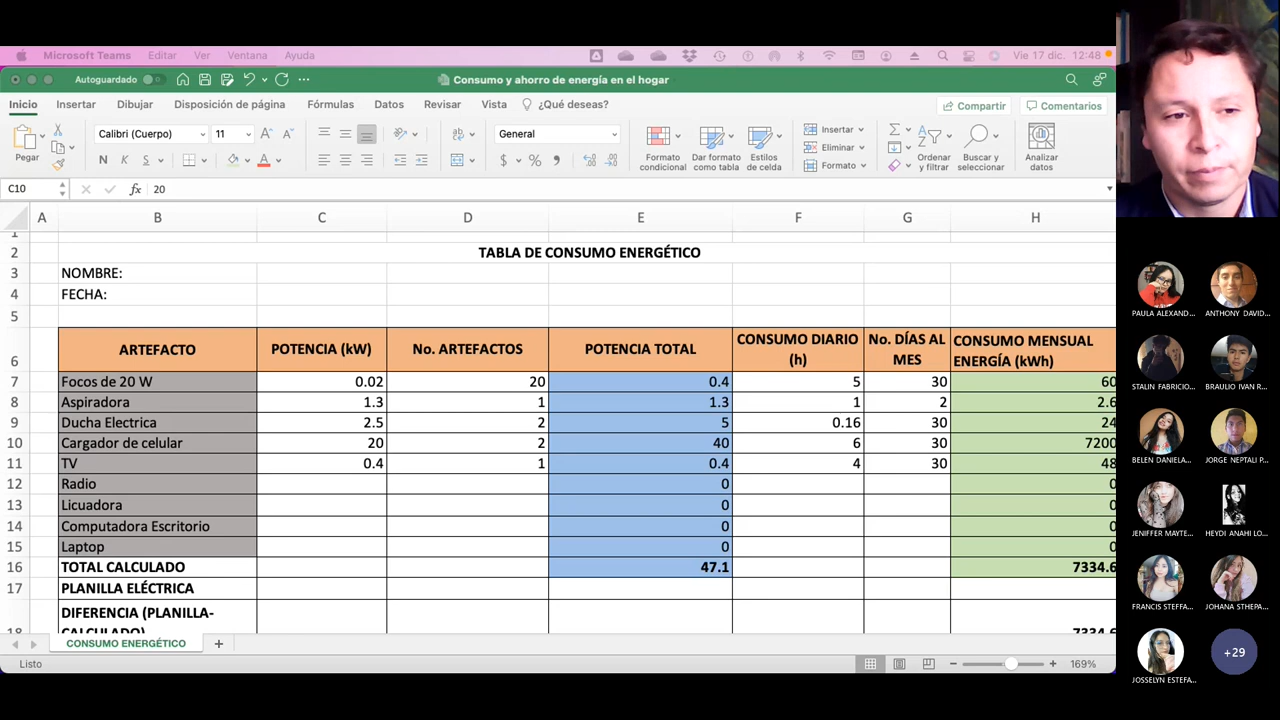 Microsoft Teams Editar Ver Ventana Ayuda Vie 17 dic. 12:48
Autoguardado Consumo y ahorro de energía en el hogar
Inicio Insertar Dibujar Disposición de página Fórmulas Datos Revisar Vista ¿Qué deseas? Compartir Comentarios
Pegar Calibri (Cuerpo) 11 General Formato condicional Dar formato como tabla Estilos de celda Insertar Eliminar Formato Ordenar y filtrar Buscar y seleccionar Analizar datos
C10 fx 20
A B C D E F G H
1
2 TABLA DE CONSUMO ENERGÉTICO
3 NOMBRE:
4 FECHA:
5
6 ARTEFACTO POTENCIA (kW) No. ARTEFACTOS POTENCIA TOTAL CONSUMO DIARIO (h) No. DÍAS AL MES CONSUMO MENSUAL ENERGÍA (kWh)
7 Focos de 20 W 0.02 20 0.4 5 30 60
8 Aspiradora 1.3 1 1.3 1 2 2.6
9 Ducha Electrica 2.5 2 5 0.16 30 24
10 Cargador de celular 20 2 40 6 30 7200
11 TV 0.4 1 0.4 4 30 48
12 Radio 0 0
13 Licuadora 0 0
14 Computadora Escritorio 0 0
15 Laptop 0 0
16 TOTAL CALCULADO 47.1 7334.6
17 PLANILLA ELÉCTRICA
18 DIFERENCIA (PLANILLA-CALCULADO) 7334.6
CONSUMO ENERGÉTICO
Listo 169%
PAULA ALEXAND... ANTHONY DAVID...
STALIN FABRICIO... BRAULIO IVAN R...
BELEN DANIELA... JORGE NEPTALI P...
JENIFFER MAYTE... HEYDI ANAHI LO...
FRANCIS STEFFA... JOHANA STHEPA...
JOSSELYN ESTEFA... +29